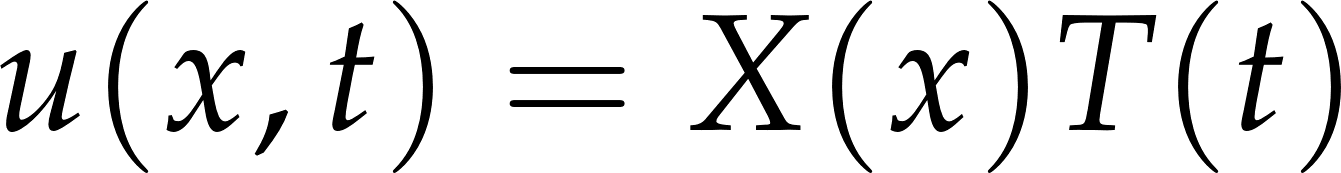 u(x,t) = X(x)T(t)